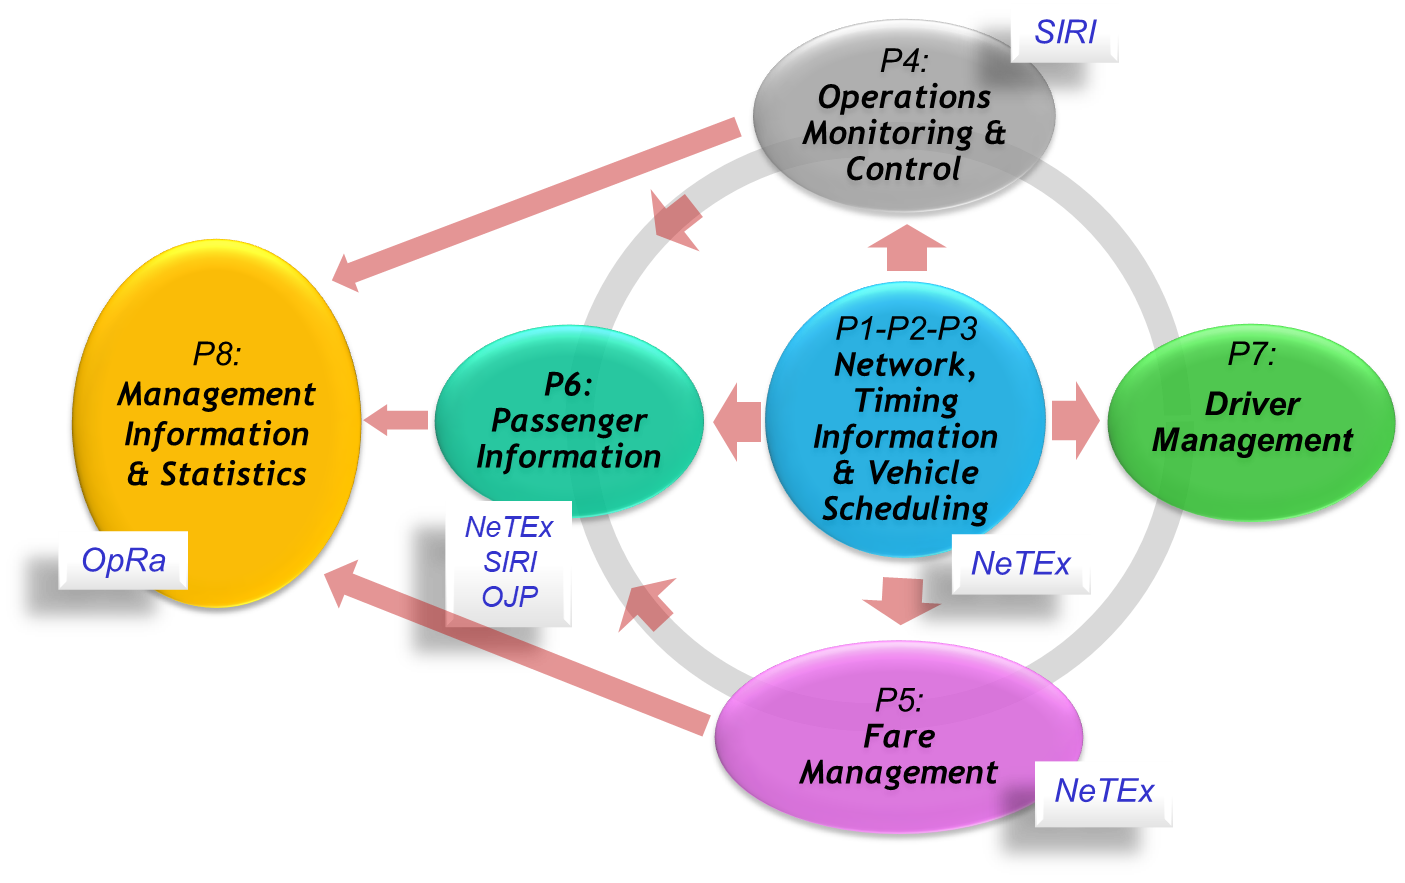 SIRI
P4:
Operations
Monitoring &
Control
P8:
Management
Information
& Statistics
OpRa
P6:
Passenger
Information
NeTEx
SIRI
OJP
P1-P2-P3
Network,
Timing
Information
& Vehicle
Scheduling
NeTEx
P7:
Driver
Management
P5:
Fare
Management
NeTEx